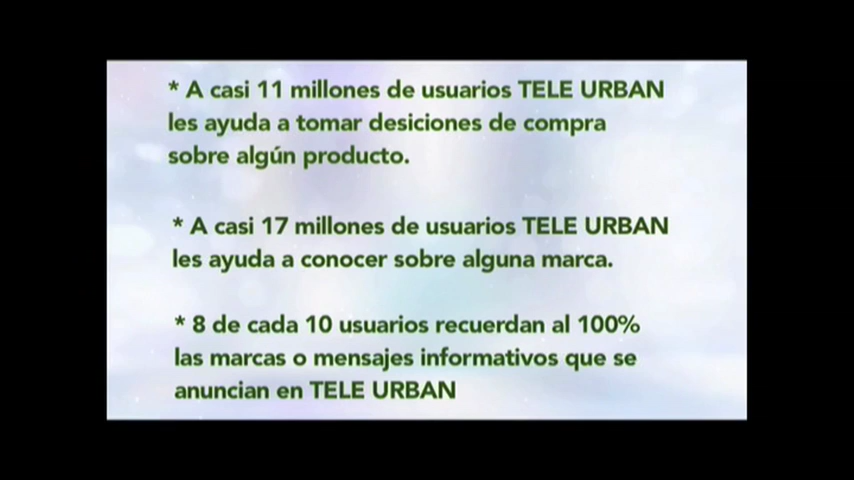 * A casi 11 millones de usuarios TELE URBAN
les ayuda a tomar desiciones de compra
sobre algún producto.
* A casi 17 millones de usuarios TELE URBAN
les ayuda a conocer sobre alguna marca.
* 8 de cada 10 usuarios recuerdan al 100%
las marcas o mensajes informativos que se
anuncian en TELE URBAN